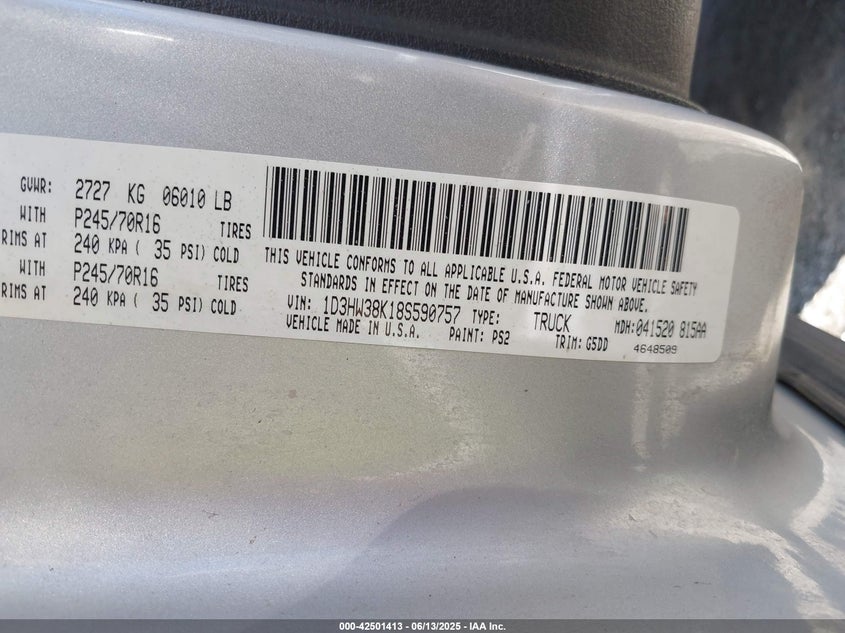 GVWR: 2727 KG 06010 LB
WITH P245/70R16 TIRES
RIMS AT 240 KPA ( 35 PSI) COLD
WITH P245/70R16 TIRES
RIMS AT 240 KPA ( 35 PSI) COLD
THIS VEHICLE CONFORMS TO ALL APPLICABLE U.S.A. FEDERAL MOTOR VEHICLE SAFETY
STANDARDS IN EFFECT ON THE DATE OF MANUFACTURE SHOWN ABOVE.
VIN: 1D3HW38K18S590757 TYPE: TRUCK MDH:041520 815AA
VEHICLE MADE IN U.S.A. PAINT: PS2 TRIM: G5DD 4648509
000-42501413 - 06/13/2025 - IAA Inc.